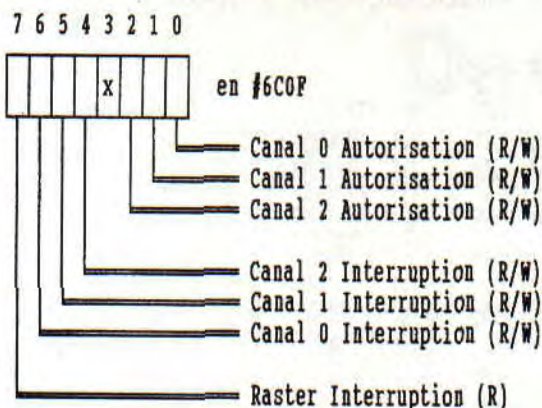 7 6 5 4 3 2 1 0
x en #6C0F
Canal 0 Autorisation (R/W)
Canal 1 Autorisation (R/W)
Canal 2 Autorisation (R/W)
Canal 2 Interruption (R/W)
Canal 1 Interruption (R/W)
Canal 0 Interruption (R/W)
Raster Interruption (R)